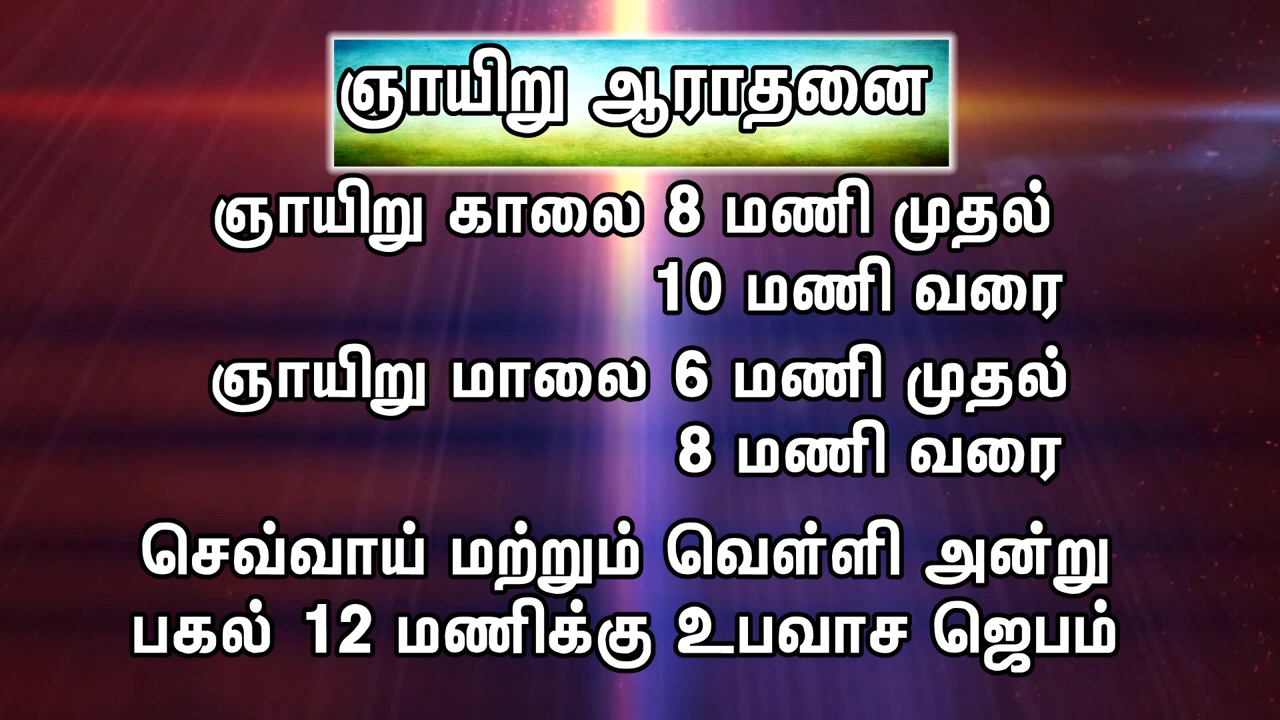 ஞாயிறு ஆராதனை
ஞாயிறு காலை 8 மணி முதல்
10 மணி வரை
ஞாயிறு மாலை 6 மணி முதல்
8 மணி வரை
செவ்வாய் மற்றும் வெள்ளி அன்று
பகல் 12 மணிக்கு உபவாச ஜெபம்